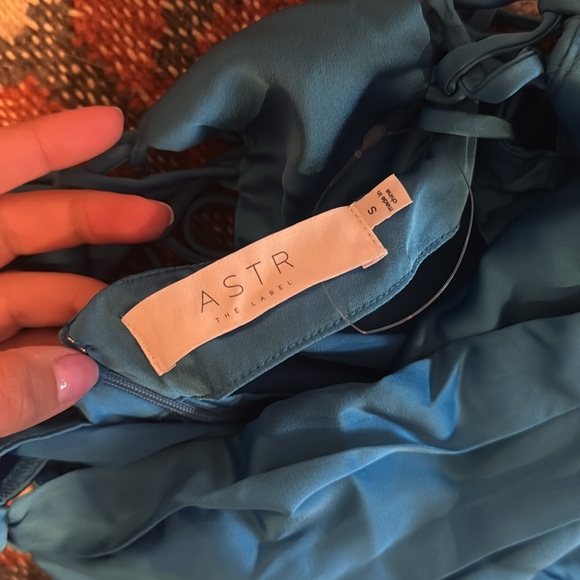 ASTR
THE LABEL
S
made in
china